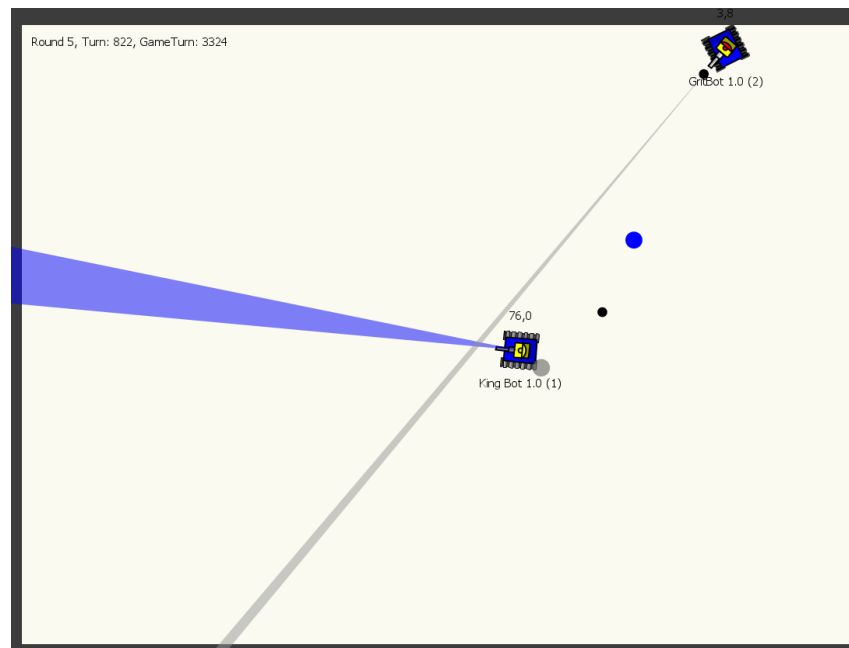 3,8
Round 5, Turn: 822, GameTurn: 3324
GritBot 1.0 (2)
76,0
King Bot 1.0 (1)